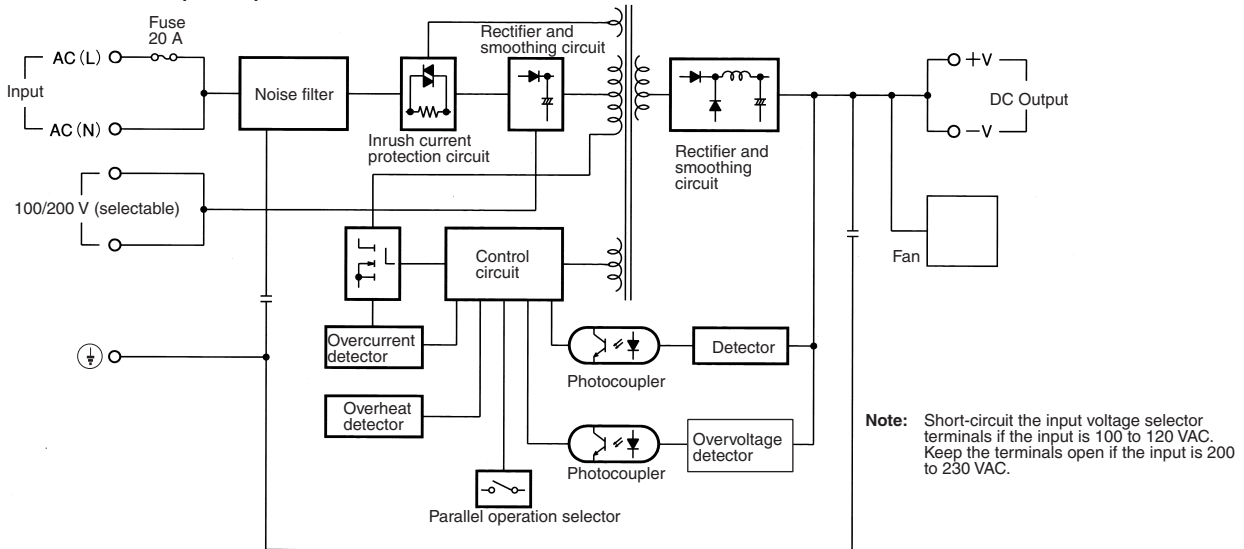 Fuse
20 A
Rectifier and
smoothing circuit
AC (L)
Input
AC (N)
Noise filter
Inrush current
protection circuit
Rectifier and
smoothing
circuit
+V
DC Output
−V
100/200 V (selectable)
Control
circuit
Fan
Overcurrent
detector
Photocoupler
Detector
Overheat
detector
Photocoupler
Overvoltage
detector
Parallel operation selector
Note: Short-circuit the input voltage selector
terminals if the input is 100 to 120 VAC.
Keep the terminals open if the input is 200
to 230 VAC.